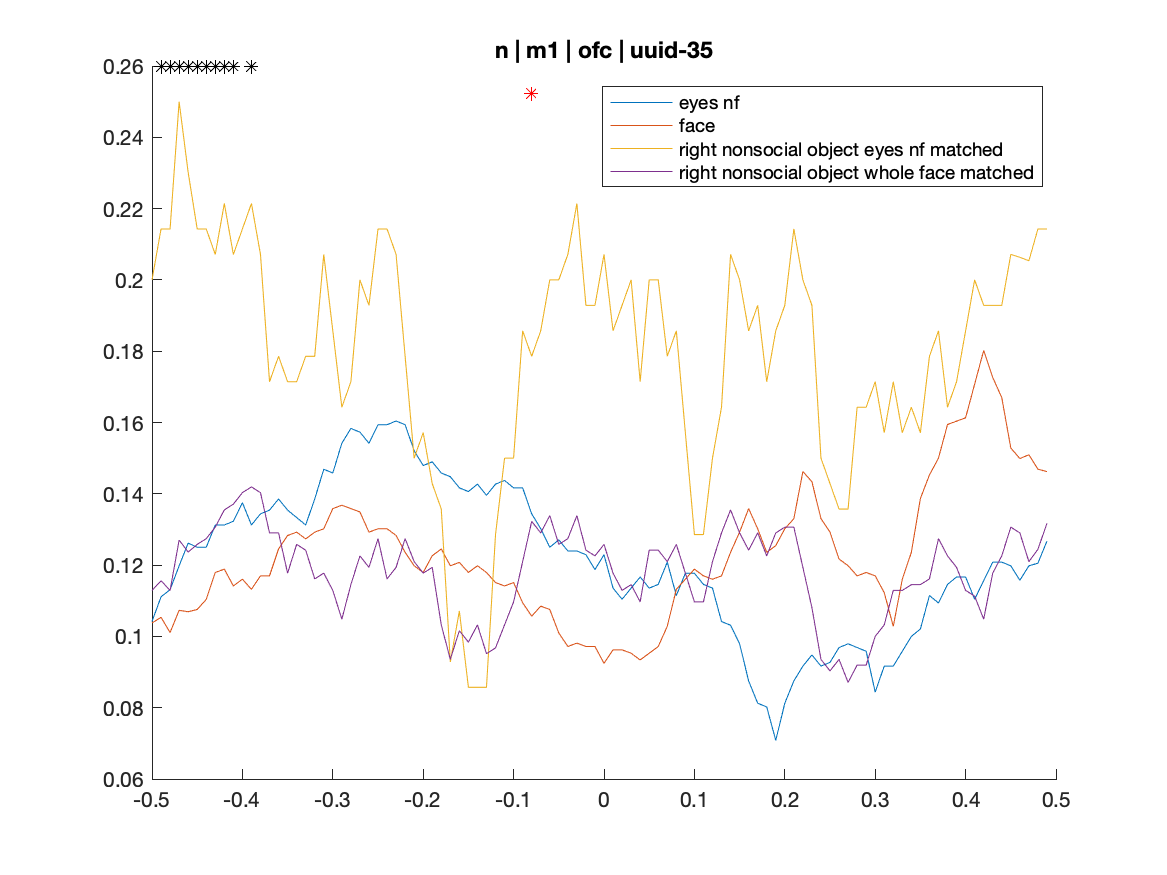 n | m1 | ofc | uuid-35
0.26
0.24
0.22
0.2
0.18
0.16
0.14
0.12
0.1
0.08
0.06
eyes nf
face
right nonsocial object eyes nf matched
right nonsocial object whole face matched
-0.5 -0.4 -0.3 -0.2 -0.1 0 0.1 0.2 0.3 0.4 0.5